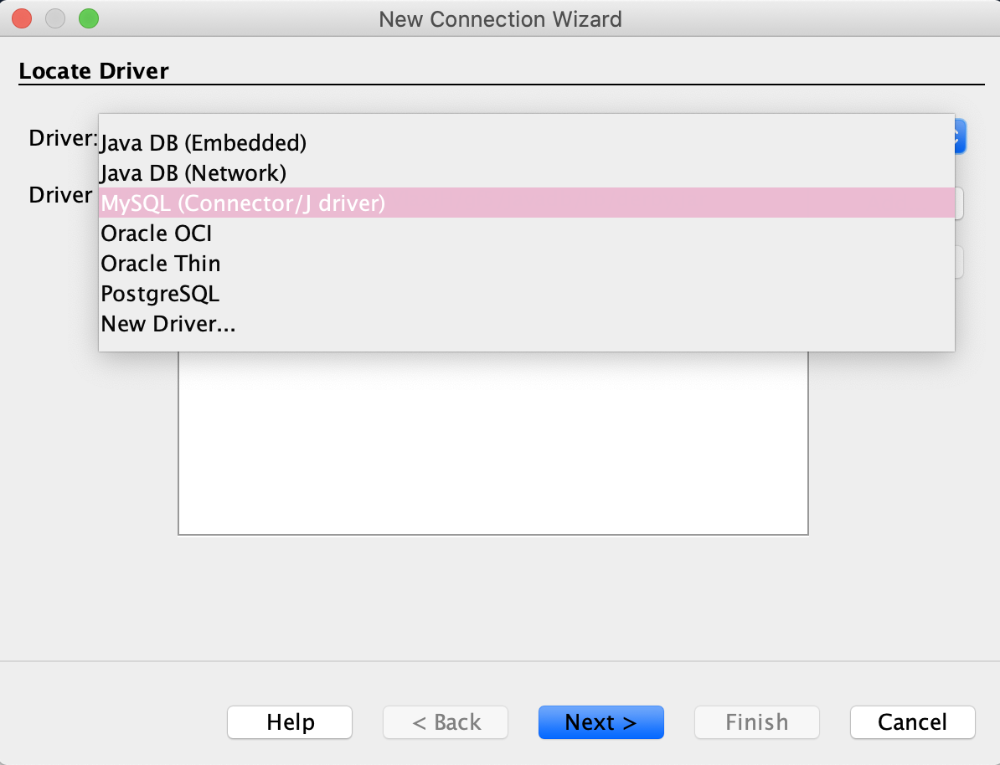 New Connection Wizard
Locate Driver
Driver:
Java DB (Embedded)
Java DB (Network)
Driver
MySQL (Connector/J driver)
Oracle OCI
Oracle Thin
PostgreSQL
New Driver...
Help
< Back
Next >
Finish
Cancel